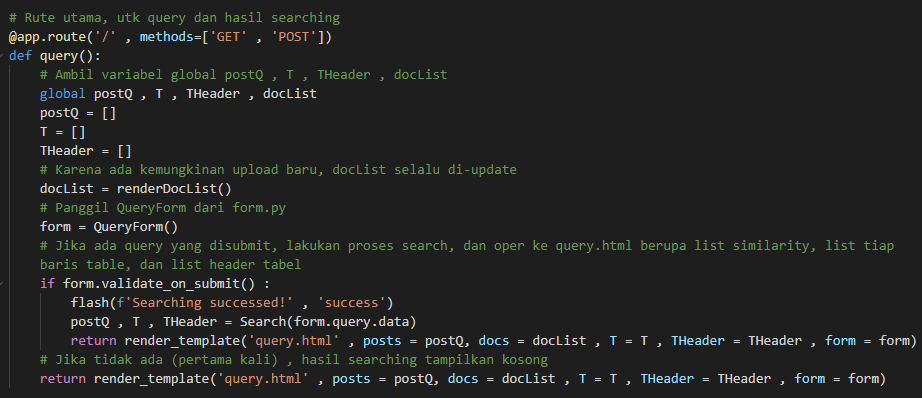 # Rute utama, utk query dan hasil searching
@app.route('/' , methods=['GET' , 'POST'])
def query():
    # Ambil variabel global postQ , T , THeader , docList
    global postQ , T , THeader , docList
    postQ = []
    T = []
    THeader = []
    # Karena ada kemungkinan upload baru, docList selalu di-update
    docList = renderDocList()
    # Panggil QueryForm dari form.py
    form = QueryForm()
    # Jika ada query yang disubmit, lakukan proses search, dan oper ke query.html berupa list similarity, list tiap
    baris table, dan list header tabel
    if form.validate_on_submit() :
        flash(f'Searching successed!' , 'success')
        postQ , T , THeader = Search(form.query.data)
        return render_template('query.html' , posts = postQ, docs = docList , T = T , THeader = THeader , form = form)
    # Jika tidak ada (pertama kali) , hasil searching tampilkan kosong
    return render_template('query.html' , posts = postQ, docs = docList , T = T , THeader = THeader , form = form)